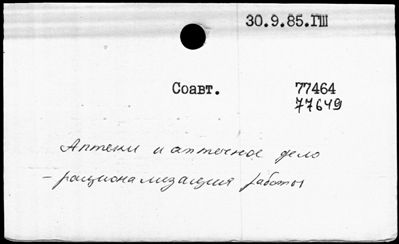 30.9.85.ГШ
Соавт. 77464
77649
Аптеки и аптечное дело
- рационализация работы